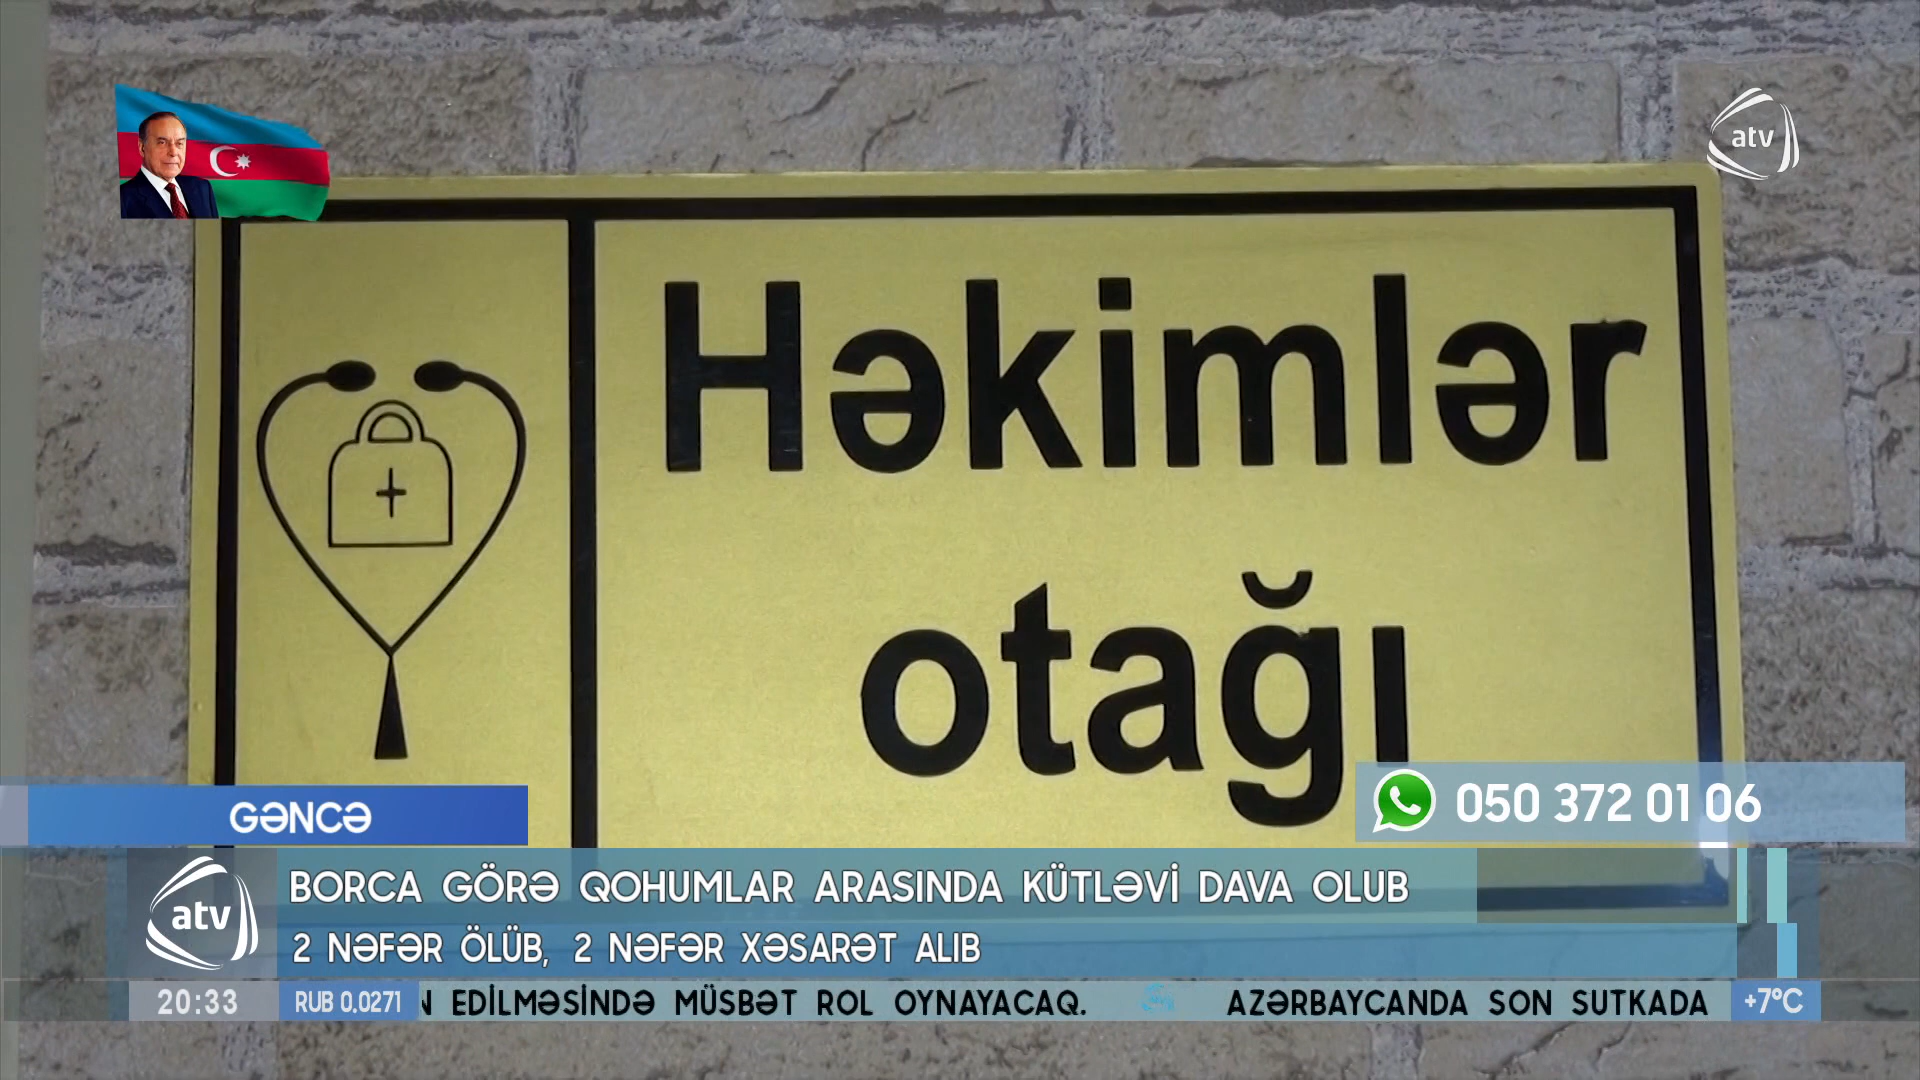 atv
Həkimlər
otağı
GƏNCƏ
050 372 01 06
atv
BORCA GÖRƏ QOHUMLAR ARASINDA KÜTLƏVİ DAVA OLUB
2 NƏFƏR ÖLÜB, 2 NƏFƏR XƏSARƏT ALIB
20:33 RUB 0.0271 N EDİLMƏSİNDƏ MÜSBƏT ROL OYNAYACAQ. AZƏRBAYCANDA SON SUTKADA +7°C